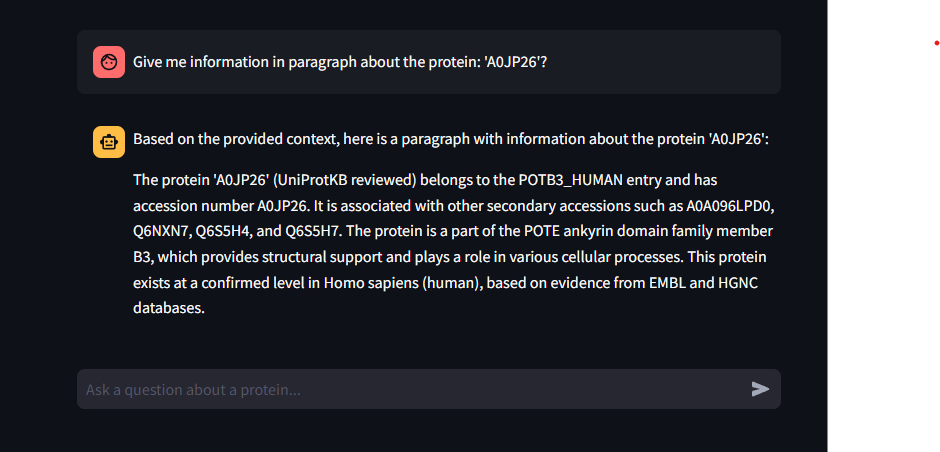 Give me information in paragraph about the protein: 'A0JP26'?
Based on the provided context, here is a paragraph with information about the protein 'A0JP26':
The protein 'A0JP26' (UniProtKB reviewed) belongs to the POTB3_HUMAN entry and has
accession number A0JP26. It is associated with other secondary accessions such as A0A096LPD0,
Q6NXN7, Q6S5H4, and Q6S5H7. The protein is a part of the POTE ankyrin domain family member
B3, which provides structural support and plays a role in various cellular processes. This protein
exists at a confirmed level in Homo sapiens (human), based on evidence from EMBL and HGNC
databases.
Ask a question about a protein...